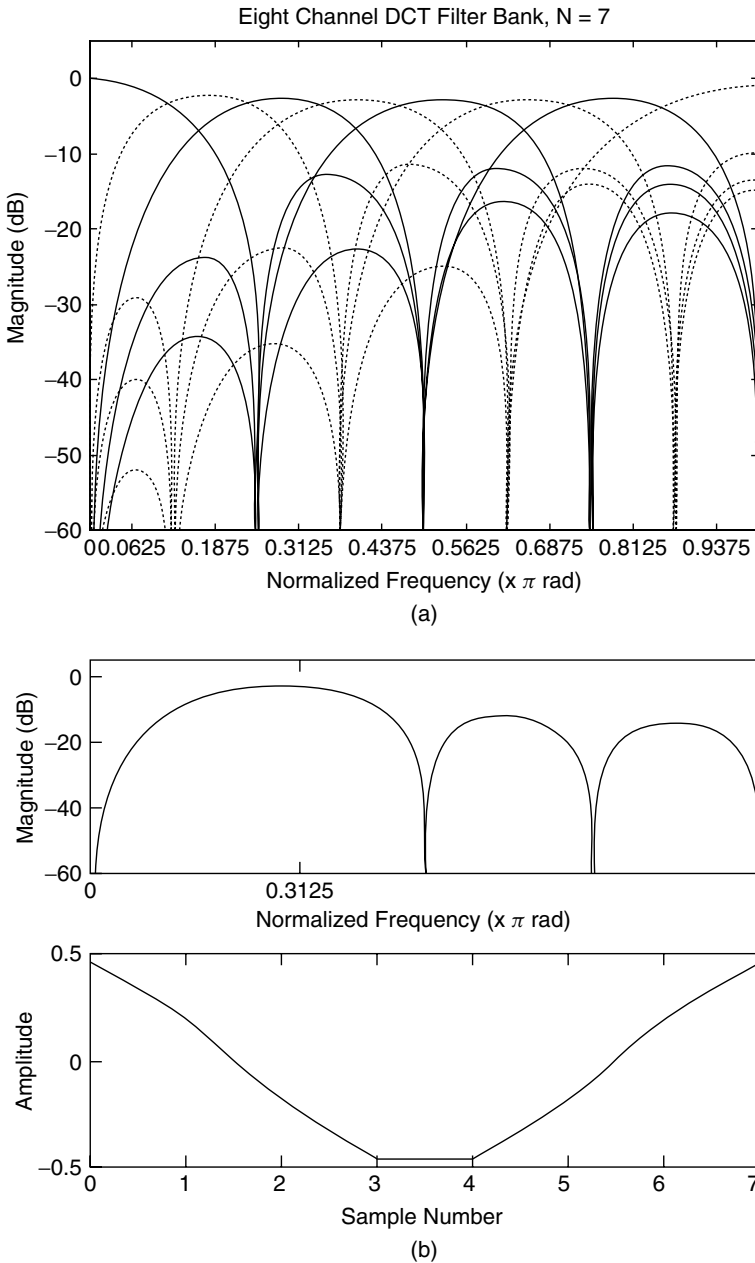 Eight Channel DCT Filter Bank, N = 7
0
–10
–20
–30
–40
–50
–60
Magnitude (dB)
0 0.0625 0.1875 0.3125 0.4375 0.5625 0.6875 0.8125 0.9375
Normalized Frequency (x π rad)
(a)
0
–20
–40
–60
Magnitude (dB)
0 0.3125
Normalized Frequency (x π rad)
0.5
0
–0.5
Amplitude
0 1 2 3 4 5 6 7
Sample Number
(b)